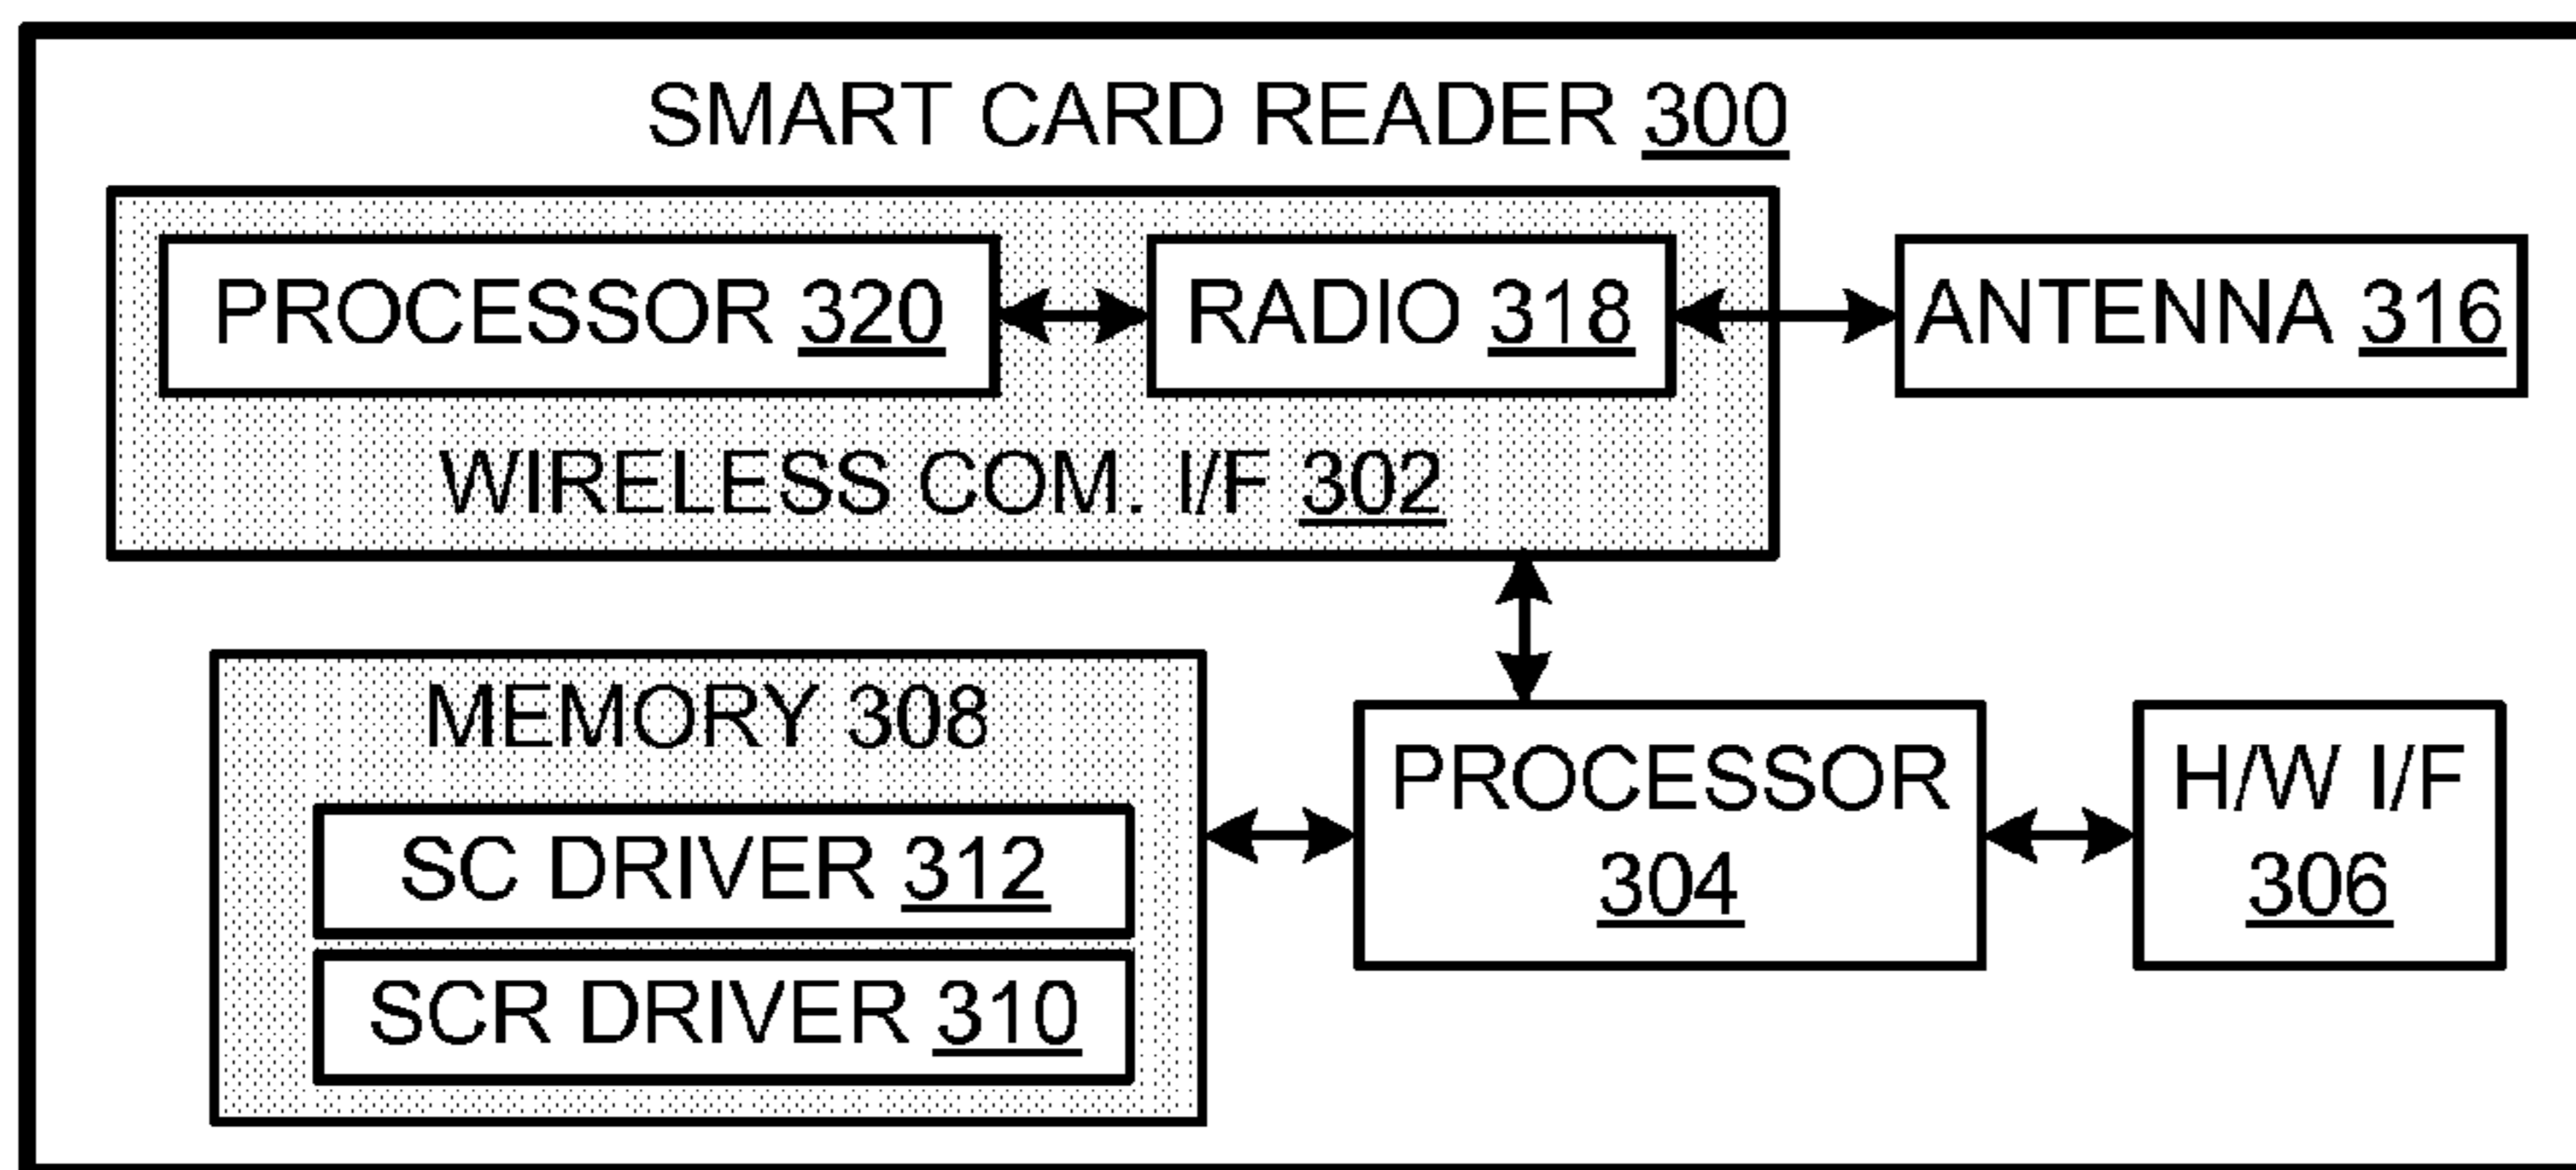 SMART CARD READER 300
PROCESSOR 320
RADIO 318
ANTENNA 316
WIRELESS COM. I/F 302
MEMORY 308
SC DRIVER 312
SCR DRIVER 310
PROCESSOR
304
H/W I/F
306